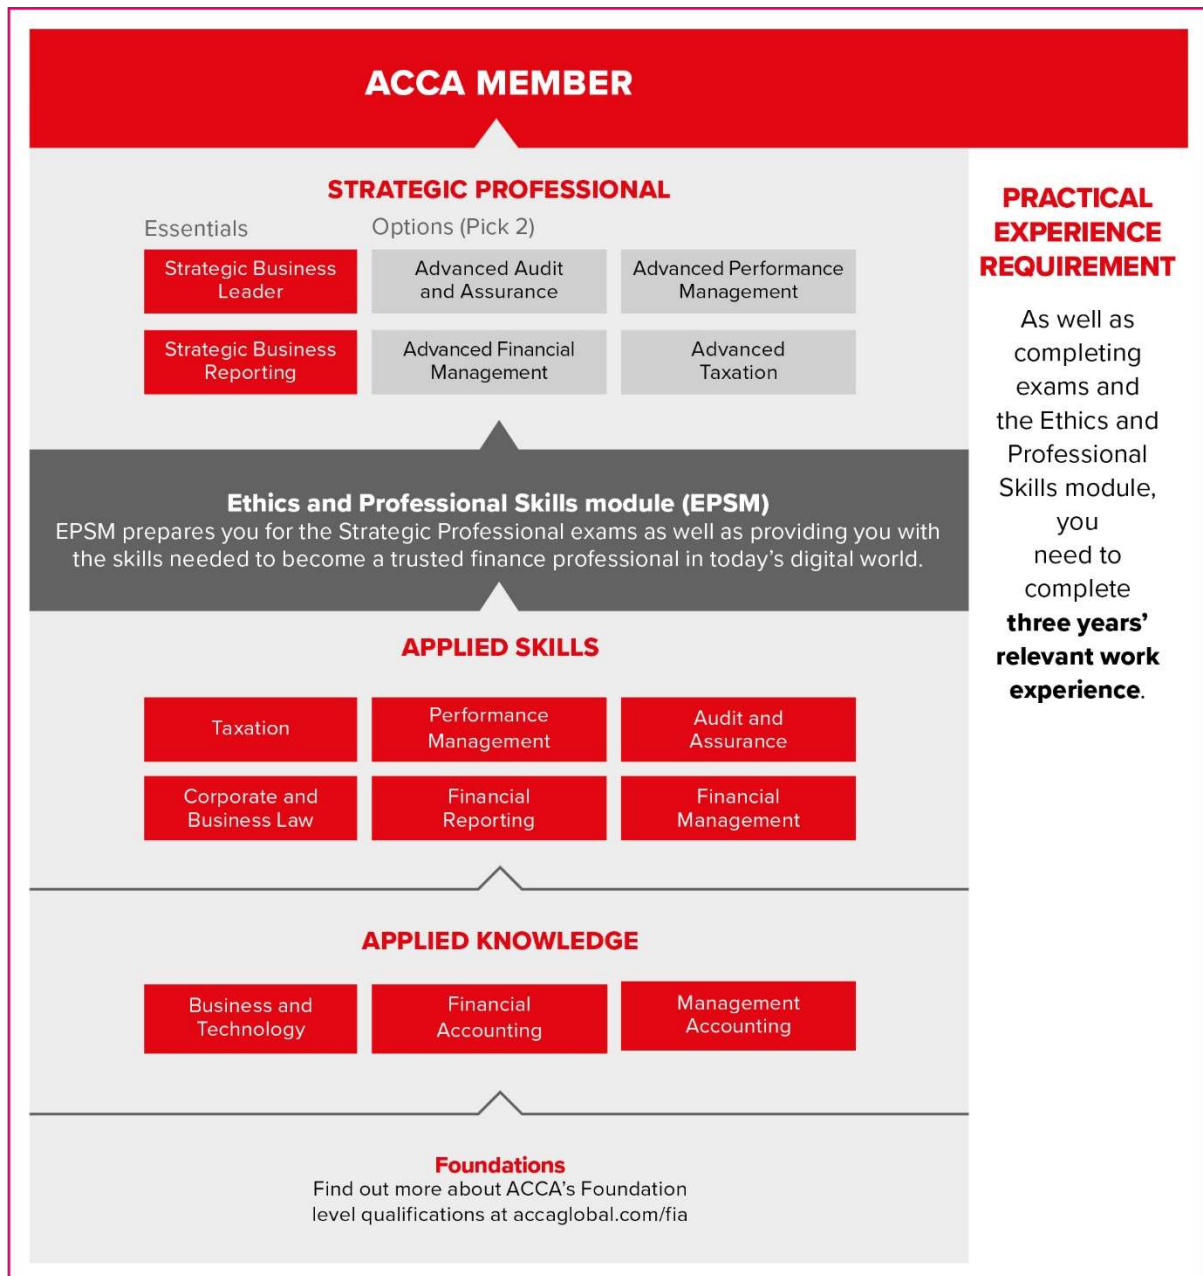 ACCA MEMBER
STRATEGIC PROFESSIONAL
Essentials
Options (Pick 2)
Strategic Business
Leader
Advanced Audit
and Assurance
Advanced Performance
Management
Strategic Business
Reporting
Advanced Financial
Management
Advanced
Taxation
Ethics and Professional Skills module (EPSM)
EPSM prepares you for the Strategic Professional exams as well as providing you with
the skills needed to become a trusted finance professional in today’s digital world.
APPLIED SKILLS
Taxation
Performance
Management
Audit and
Assurance
Corporate and
Business Law
Financial
Reporting
Financial
Management
APPLIED KNOWLEDGE
Business and
Technology
Financial
Accounting
Management
Accounting
Foundations
Find out more about ACCA’s Foundation
level qualifications at accaglobal.com/fia
PRACTICAL
EXPERIENCE
REQUIREMENT
As well as
completing
exams and
the Ethics and
Professional
Skills module,
you
need to
complete
three years’
relevant work
experience.